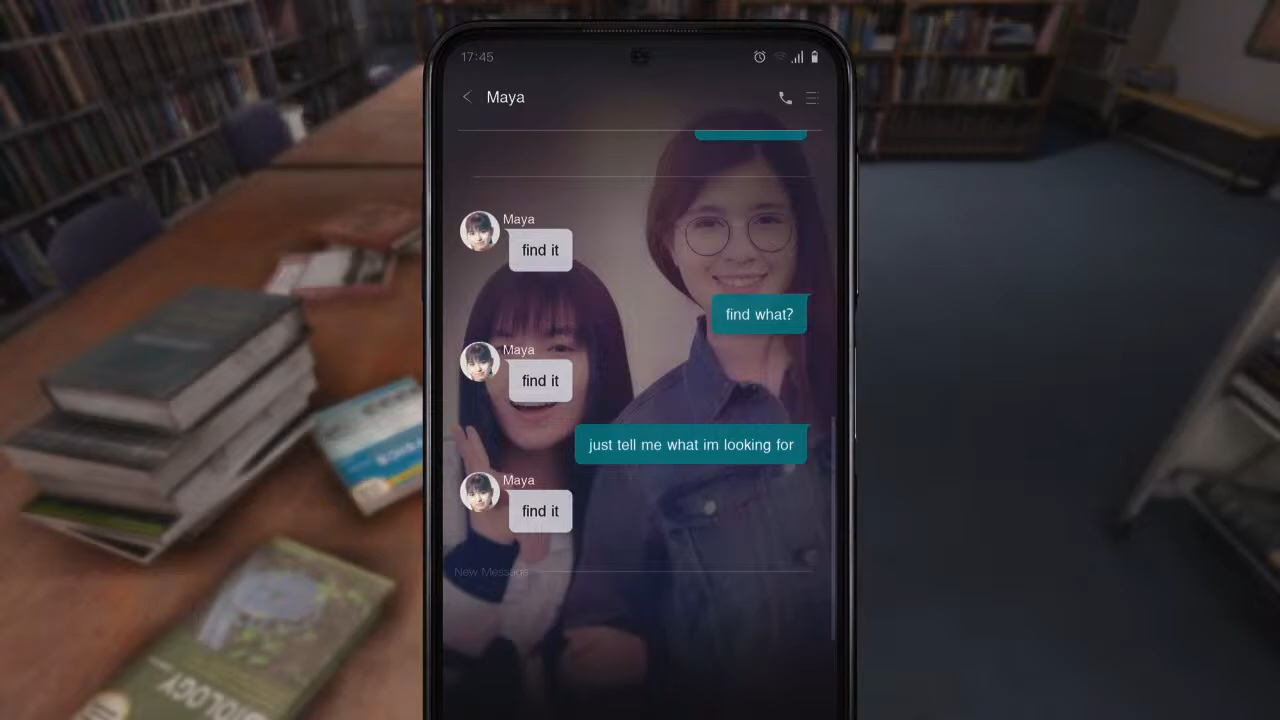 17:45
Maya
Maya
find it
find what?
Maya
find it
just tell me what im looking for
Maya
find it
New Message
BIOLOGY